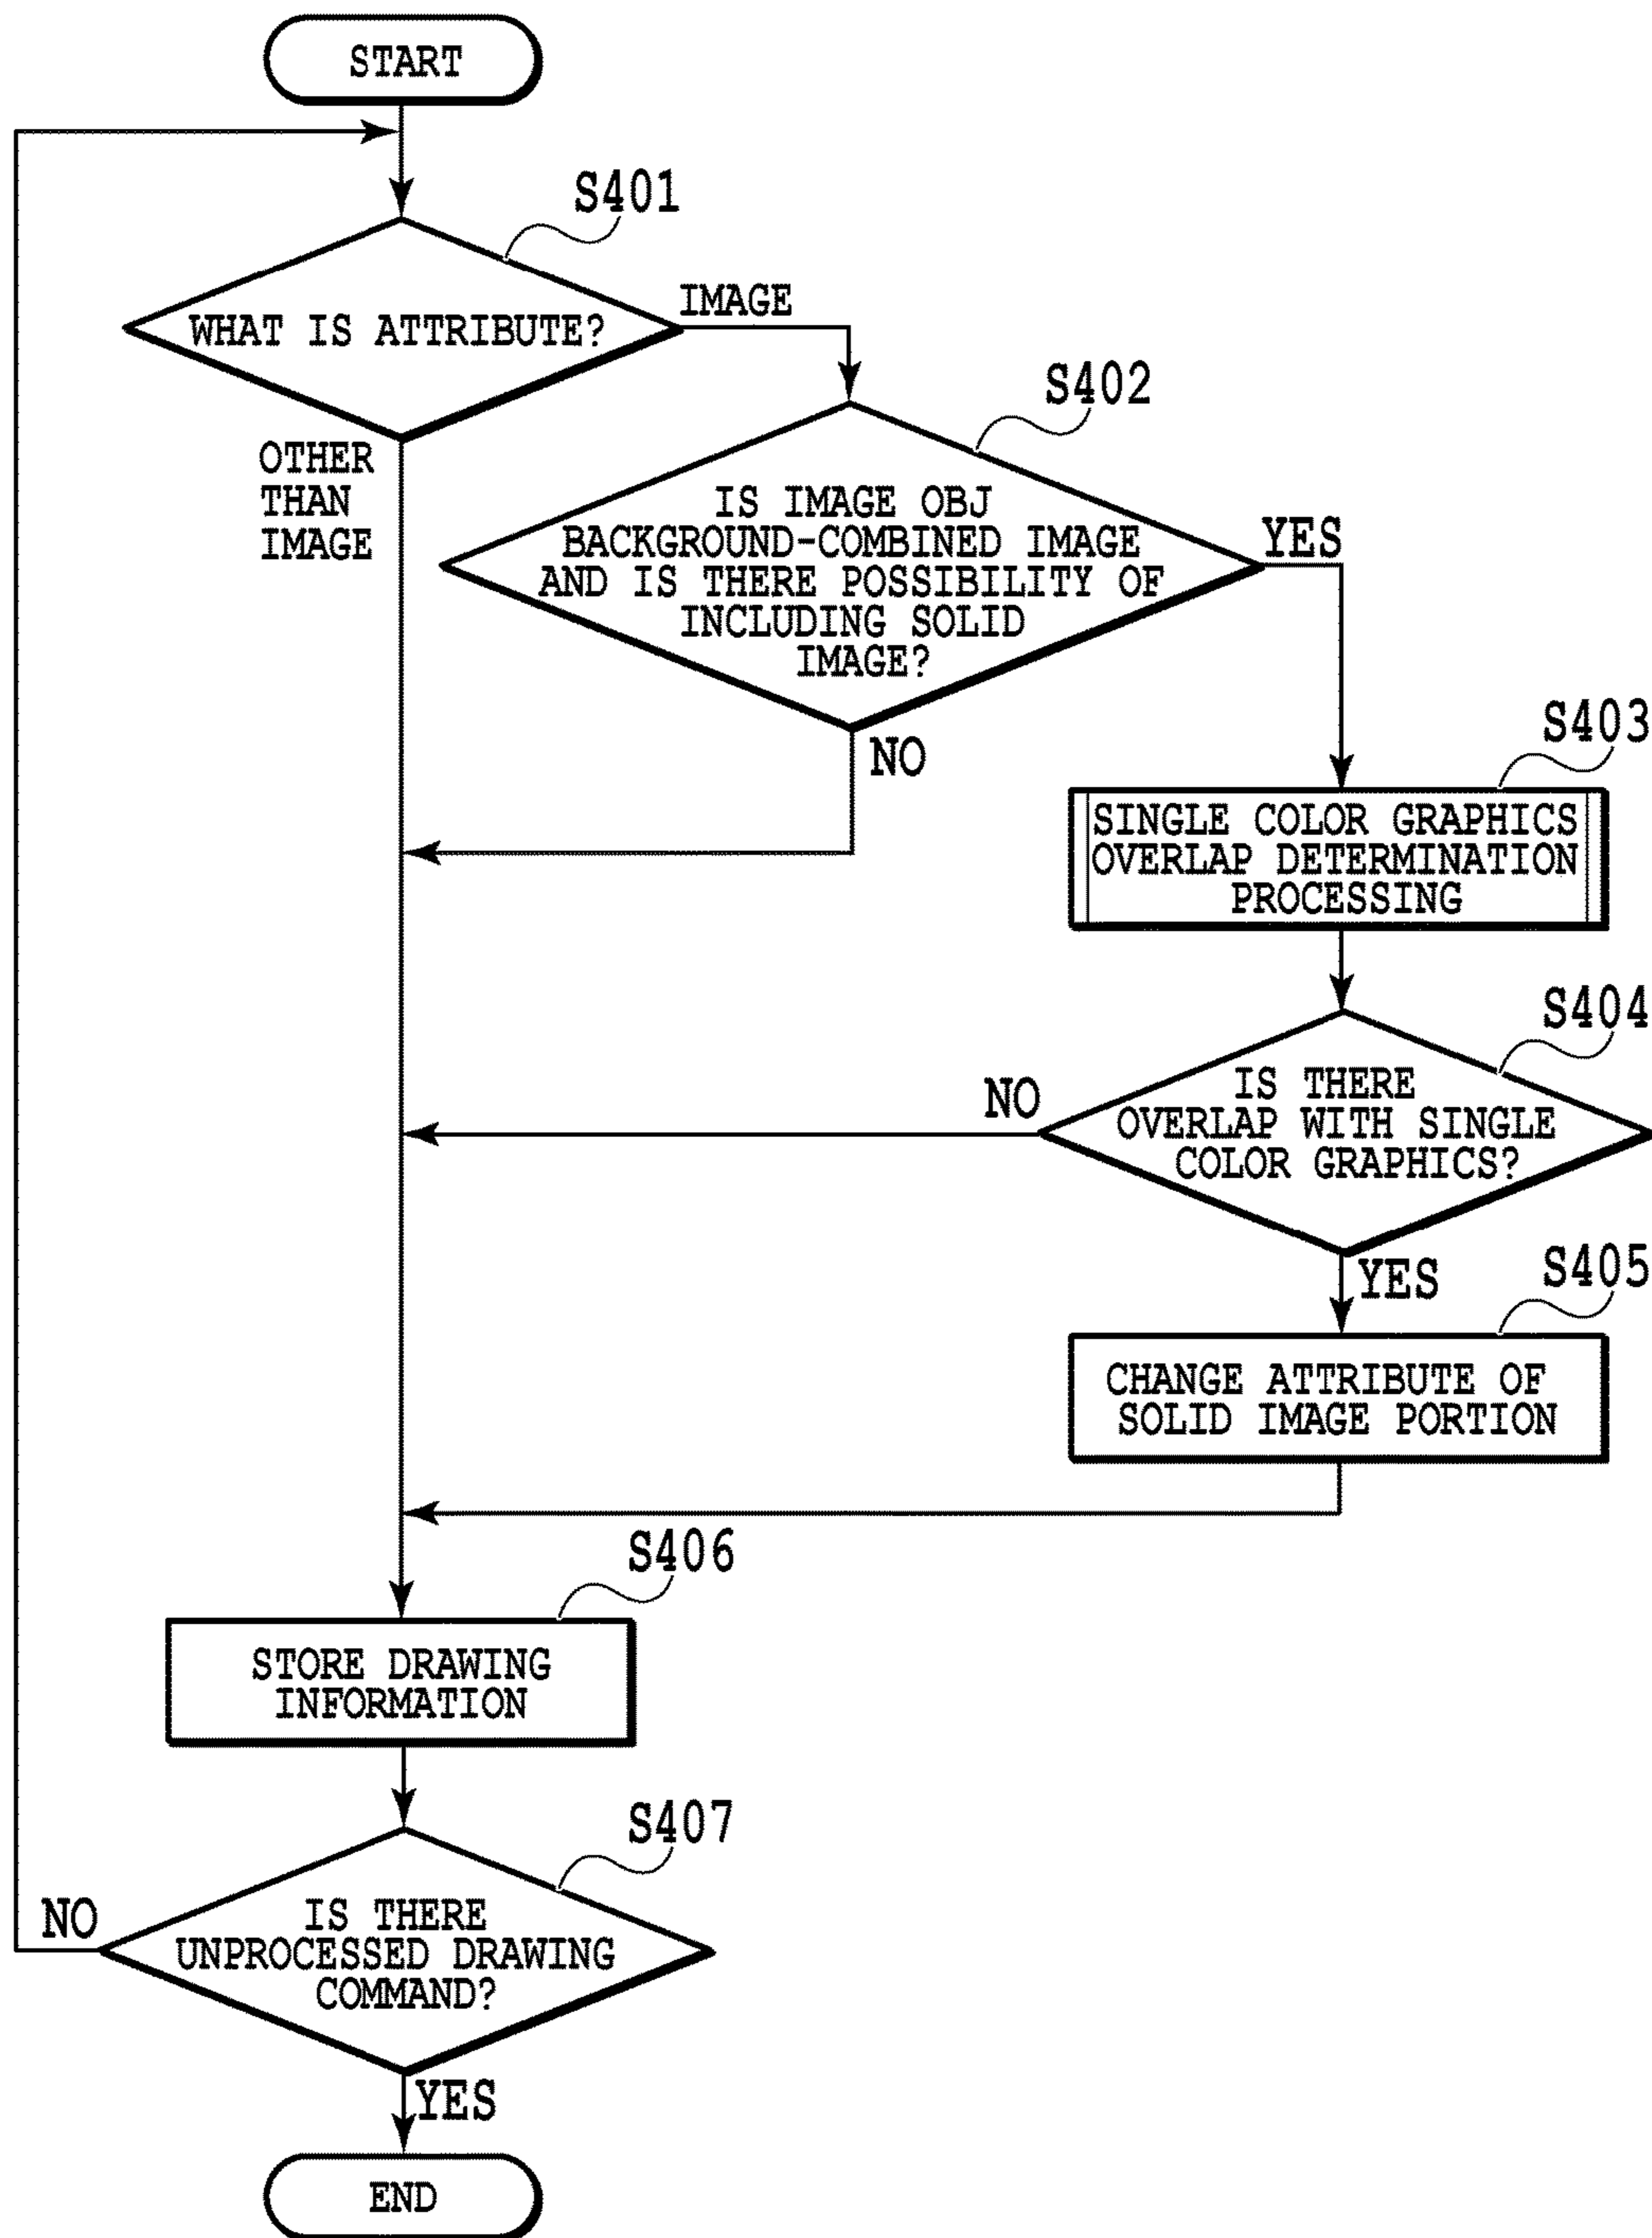 START
S401
WHAT IS ATTRIBUTE?
IMAGE
OTHER
THAN
IMAGE
S402
IS IMAGE OBJ
BACKGROUND-COMBINED IMAGE
AND IS THERE POSSIBILITY OF
INCLUDING SOLID
IMAGE?
YES
NO
S403
SINGLE COLOR GRAPHICS
OVERLAP DETERMINATION
PROCESSING
S404
IS THERE
OVERLAP WITH SINGLE
COLOR GRAPHICS?
NO
YES
S405
CHANGE ATTRIBUTE OF
SOLID IMAGE PORTION
S406
STORE DRAWING
INFORMATION
S407
IS THERE
UNPROCESSED DRAWING
COMMAND?
NO
YES
END